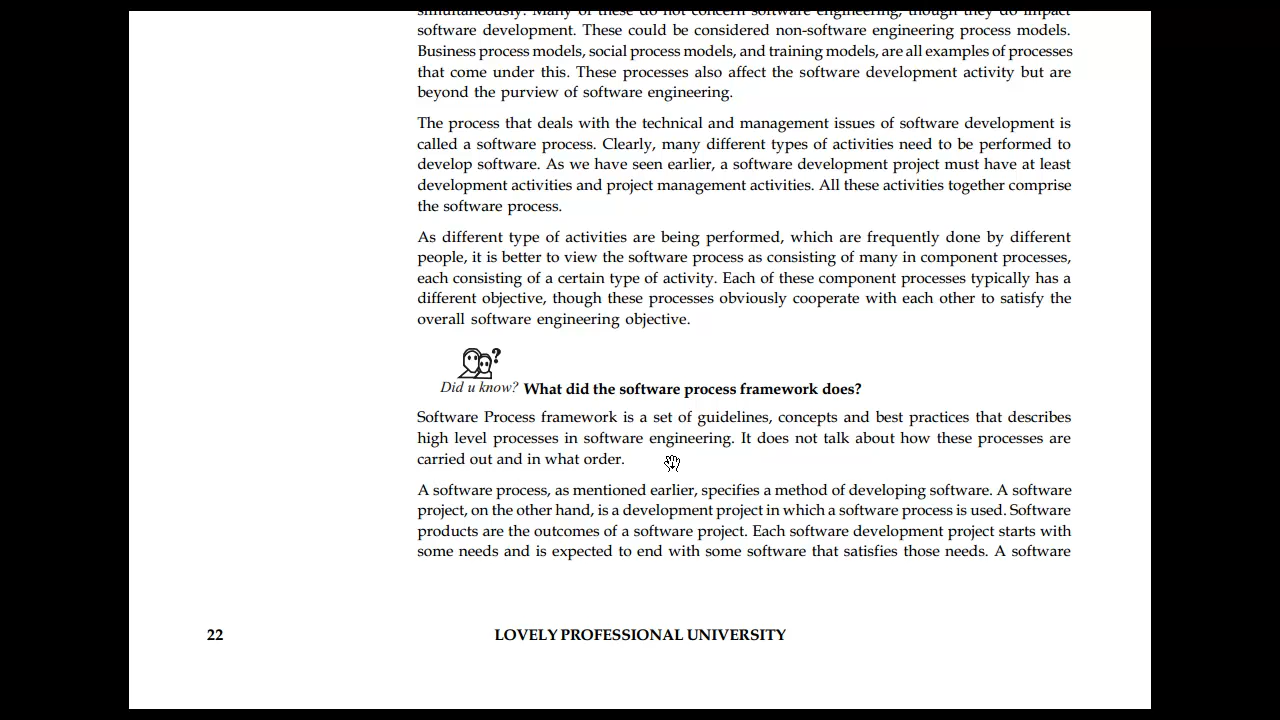 simultaneously. Many of these do not concern software engineering, though they do impact
software development. These could be considered non-software engineering process models.
Business process models, social process models, and training models, are all examples of processes
that come under this. These processes also affect the software development activity but are
beyond the purview of software engineering.
The process that deals with the technical and management issues of software development is
called a software process. Clearly, many different types of activities need to be performed to
develop software. As we have seen earlier, a software development project must have at least
development activities and project management activities. All these activities together comprise
the software process.
As different type of activities are being performed, which are frequently done by different
people, it is better to view the software process as consisting of many in component processes,
each consisting of a certain type of activity. Each of these component processes typically has a
different objective, though these processes obviously cooperate with each other to satisfy the
overall software engineering objective.
?
Did u know? What did the software process framework does?
Software Process framework is a set of guidelines, concepts and best practices that describes
high level processes in software engineering. It does not talk about how these processes are
carried out and in what order.
A software process, as mentioned earlier, specifies a method of developing software. A software
project, on the other hand, is a development project in which a software process is used. Software
products are the outcomes of a software project. Each software development project starts with
some needs and is expected to end with some software that satisfies those needs. A software
22 LOVELY PROFESSIONAL UNIVERSITY